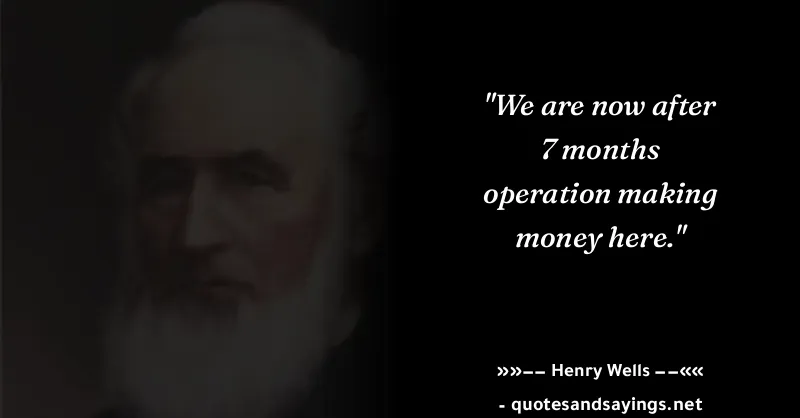 "We are now after
7 months
operation making
money here."
»»−− Henry Wells −−««
- quotesandsayings.net